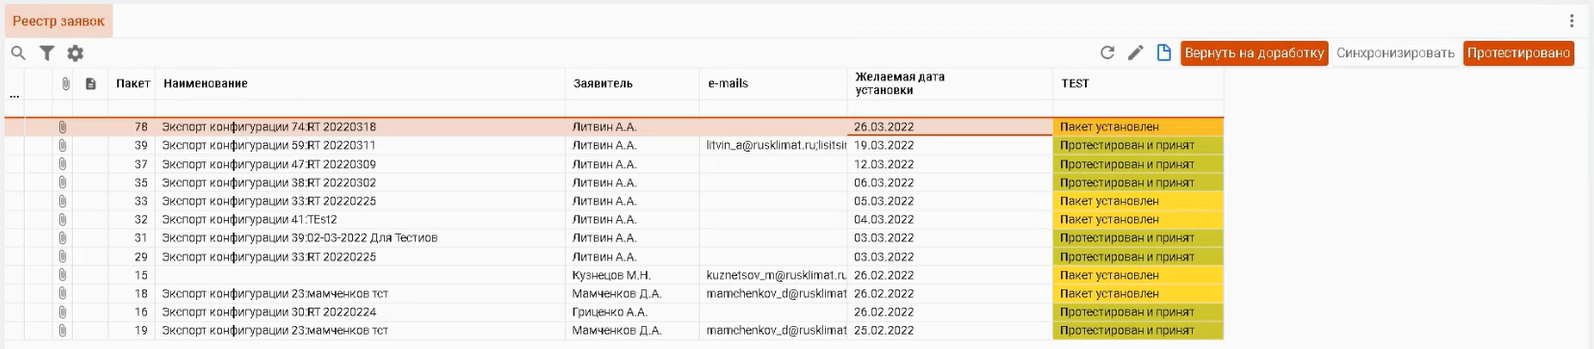 Реестр заявок
Вернуть на доработку Синхронизировать Протестировано
... Пакет Наименование Заявитель e-mails Желаемая дата установки TEST
78 Экспорт конфигурации 74:RT 20220318 Литвин А.А. 26.03.2022 Пакет установлен
39 Экспорт конфигурации 59:RT 20220311 Литвин А.А. litvin_a@rusklimat.ru;lisitsin 19.03.2022 Протестирован и принят
37 Экспорт конфигурации 47:RT 20220309 Литвин А.А. 12.03.2022 Протестирован и принят
35 Экспорт конфигурации 38:RT 20220302 Литвин А.А. 06.03.2022 Протестирован и принят
33 Экспорт конфигурации 33:RT 20220225 Литвин А.А. 05.03.2022 Пакет установлен
32 Экспорт конфигурации 41:TEst2 Литвин А.А. 04.03.2022 Пакет установлен
31 Экспорт конфигурации 39:02-03-2022 Для Тестиов Литвин А.А. 03.03.2022 Протестирован и принят
29 Экспорт конфигурации 33:RT 20220225 Литвин А.А. 03.03.2022 Протестирован и принят
15 Кузнецов М.Н. kuznetsov_m@rusklimat.ru 26.02.2022 Пакет установлен
18 Экспорт конфигурации 23:мамченков тст Мамченков Д.А. mamchenkov_d@rusklimat 26.02.2022 Пакет установлен
16 Экспорт конфигурации 30:RT 20220224 Гриценко А.А. 26.02.2022 Протестирован и принят
19 Экспорт конфигурации 23:мамченков тст Мамченков Д.А. mamchenkov_d@rusklimat 25.02.2022 Протестирован и принят